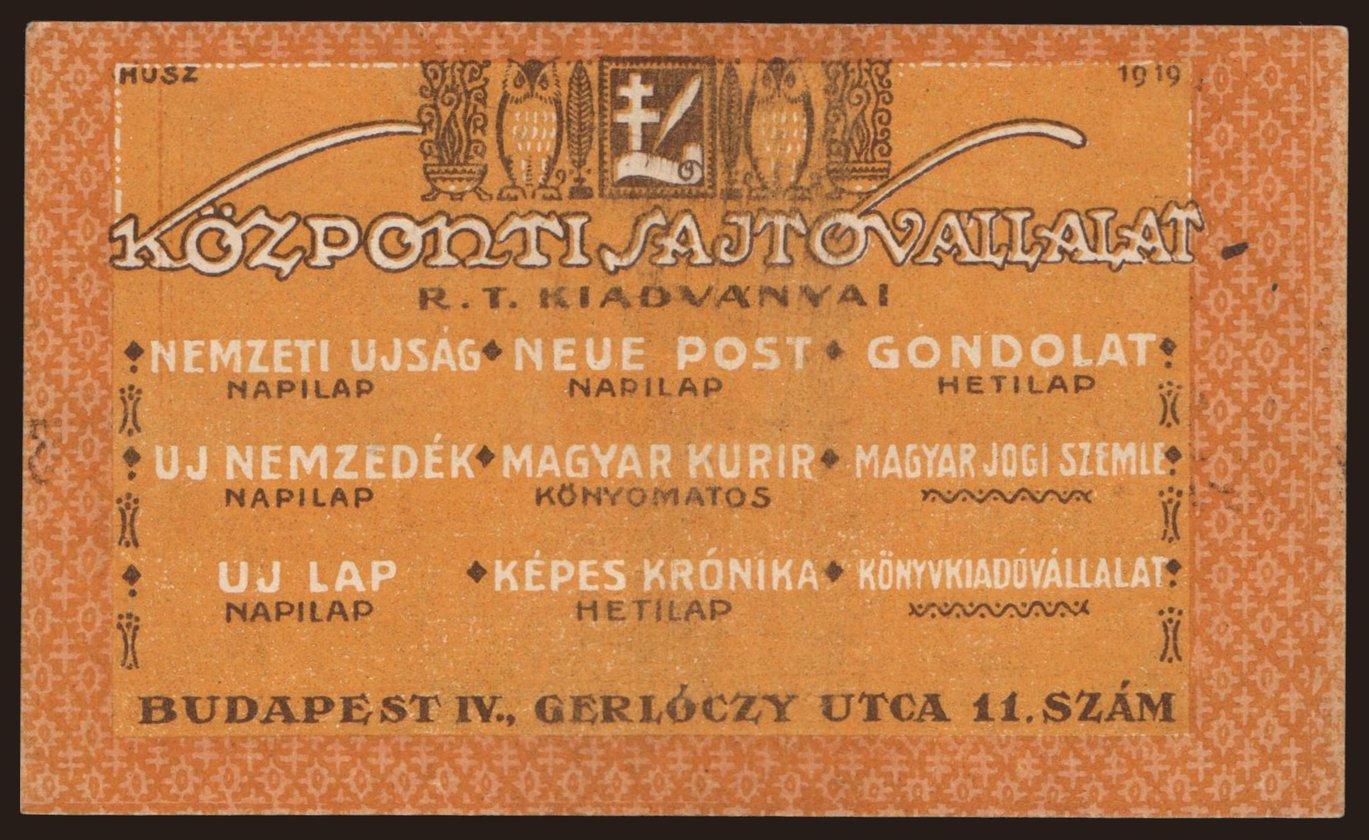 HUSZ 1919
KÖZPONTI SAJTÓVÁLLALAT
R.T. KIADVÁNYAI
NEMZETI UJSÁG NEUE POST GONDOLAT
NAPILAP NAPILAP HETILAP
UJ NEMZEDÉK MAGYAR KURIR MAGYAR JOGI SZEMLE
NAPILAP KŐNYOMATOS
UJ LAP KÉPES KRÓNIKA KÖNYVKIADÓVÁLLALAT
NAPILAP HETILAP
BUDAPEST IV., GERLÓCZY UTCA 11. SZÁM